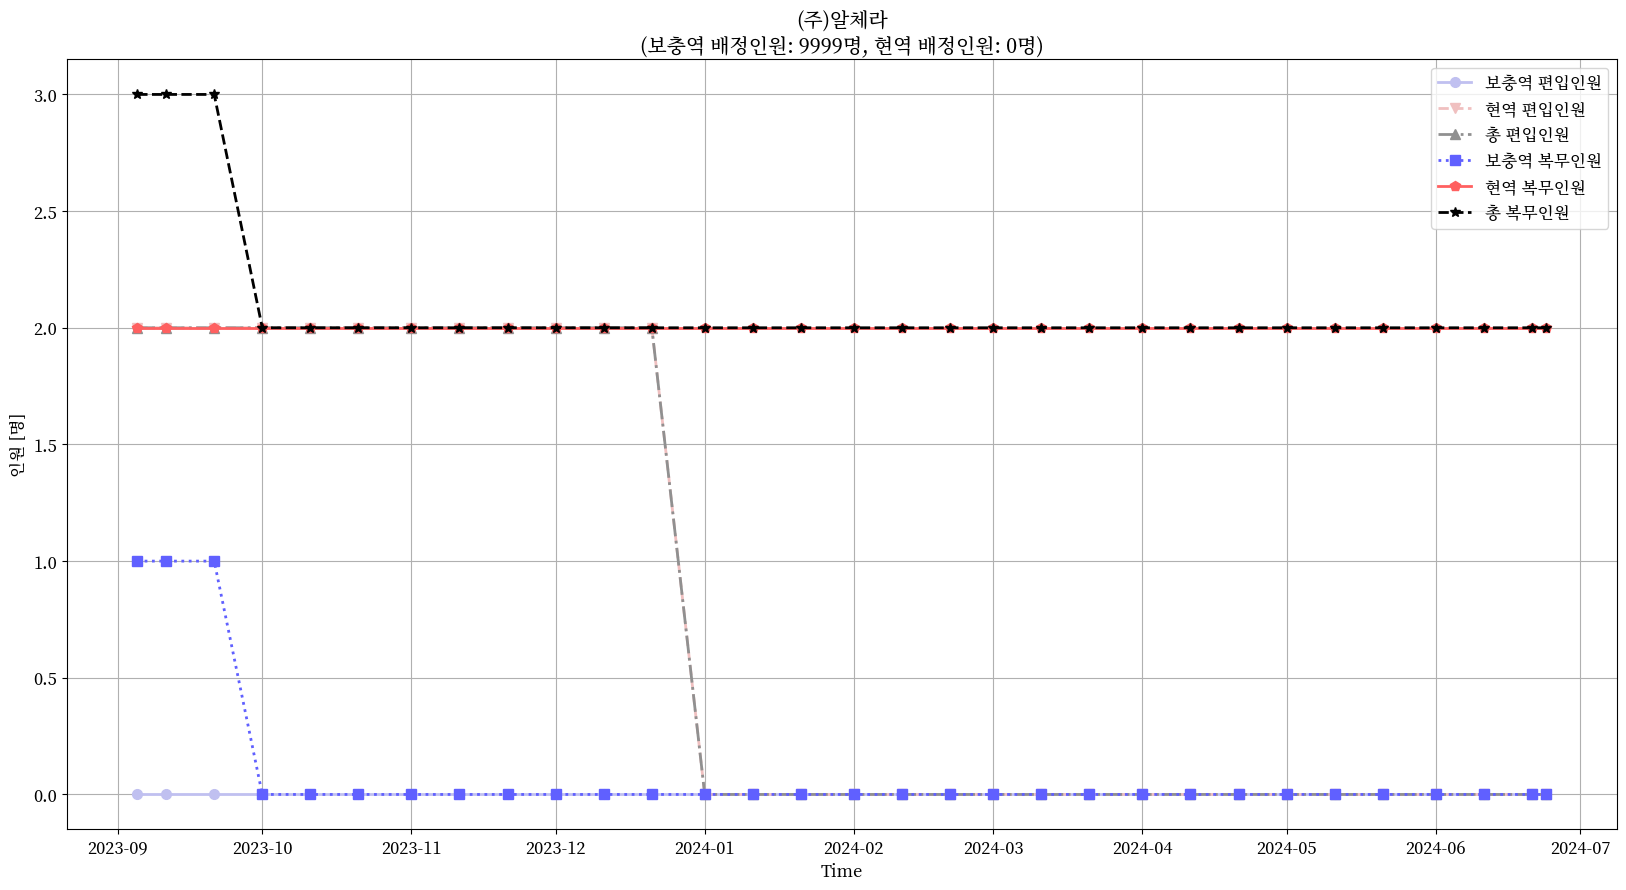 (주)알체라
(보충역 배정인원: 9999명, 현역 배정인원: 0명)
보충역 편입인원
현역 편입인원
총 편입인원
보충역 복무인원
현역 복무인원
총 복무인원
인원 [명]
3.0
2.5
2.0
1.5
1.0
0.5
0.0
2023-09 2023-10 2023-11 2023-12 2024-01 2024-02 2024-03 2024-04 2024-05 2024-06 2024-07
Time